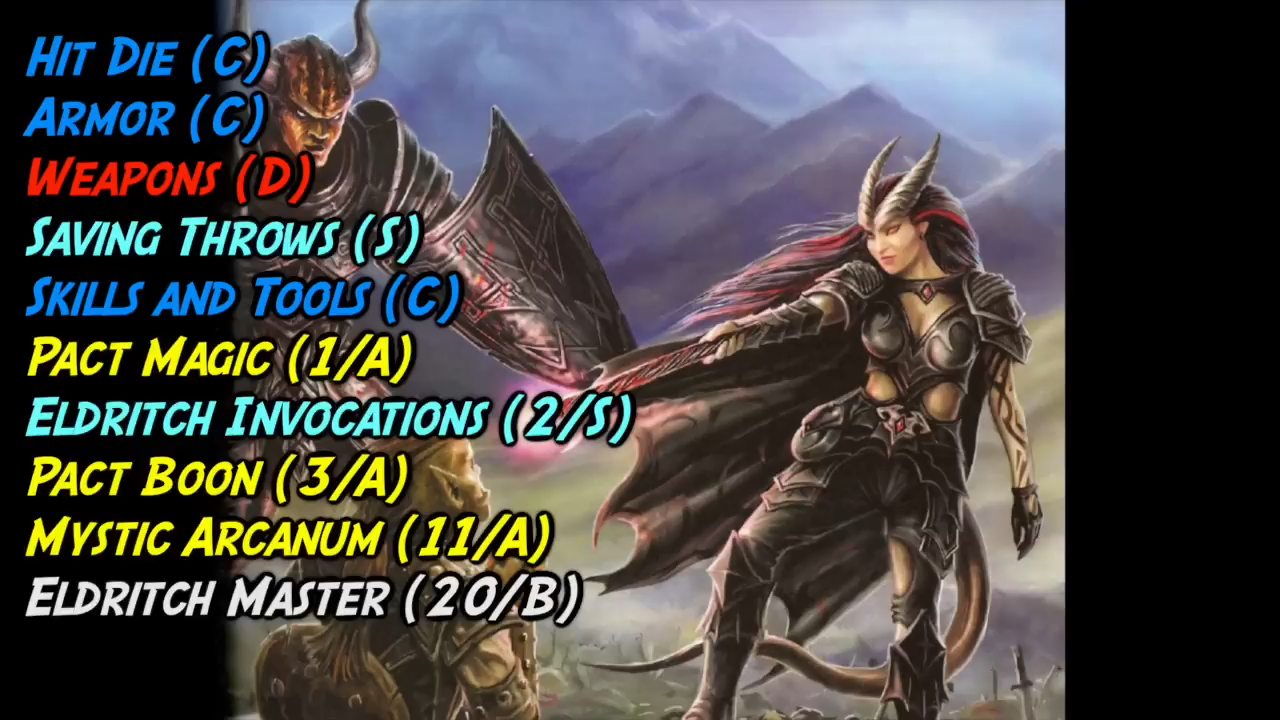 Hit Die (C)
Armor (C)
Weapons (D)
Saving Throws (S)
Skills and Tools (C)
Pact Magic (1/A)
Eldritch Invocations (2/S)
Pact Boon (3/A)
Mystic Arcanum (11/A)
Eldritch Master (20/B)